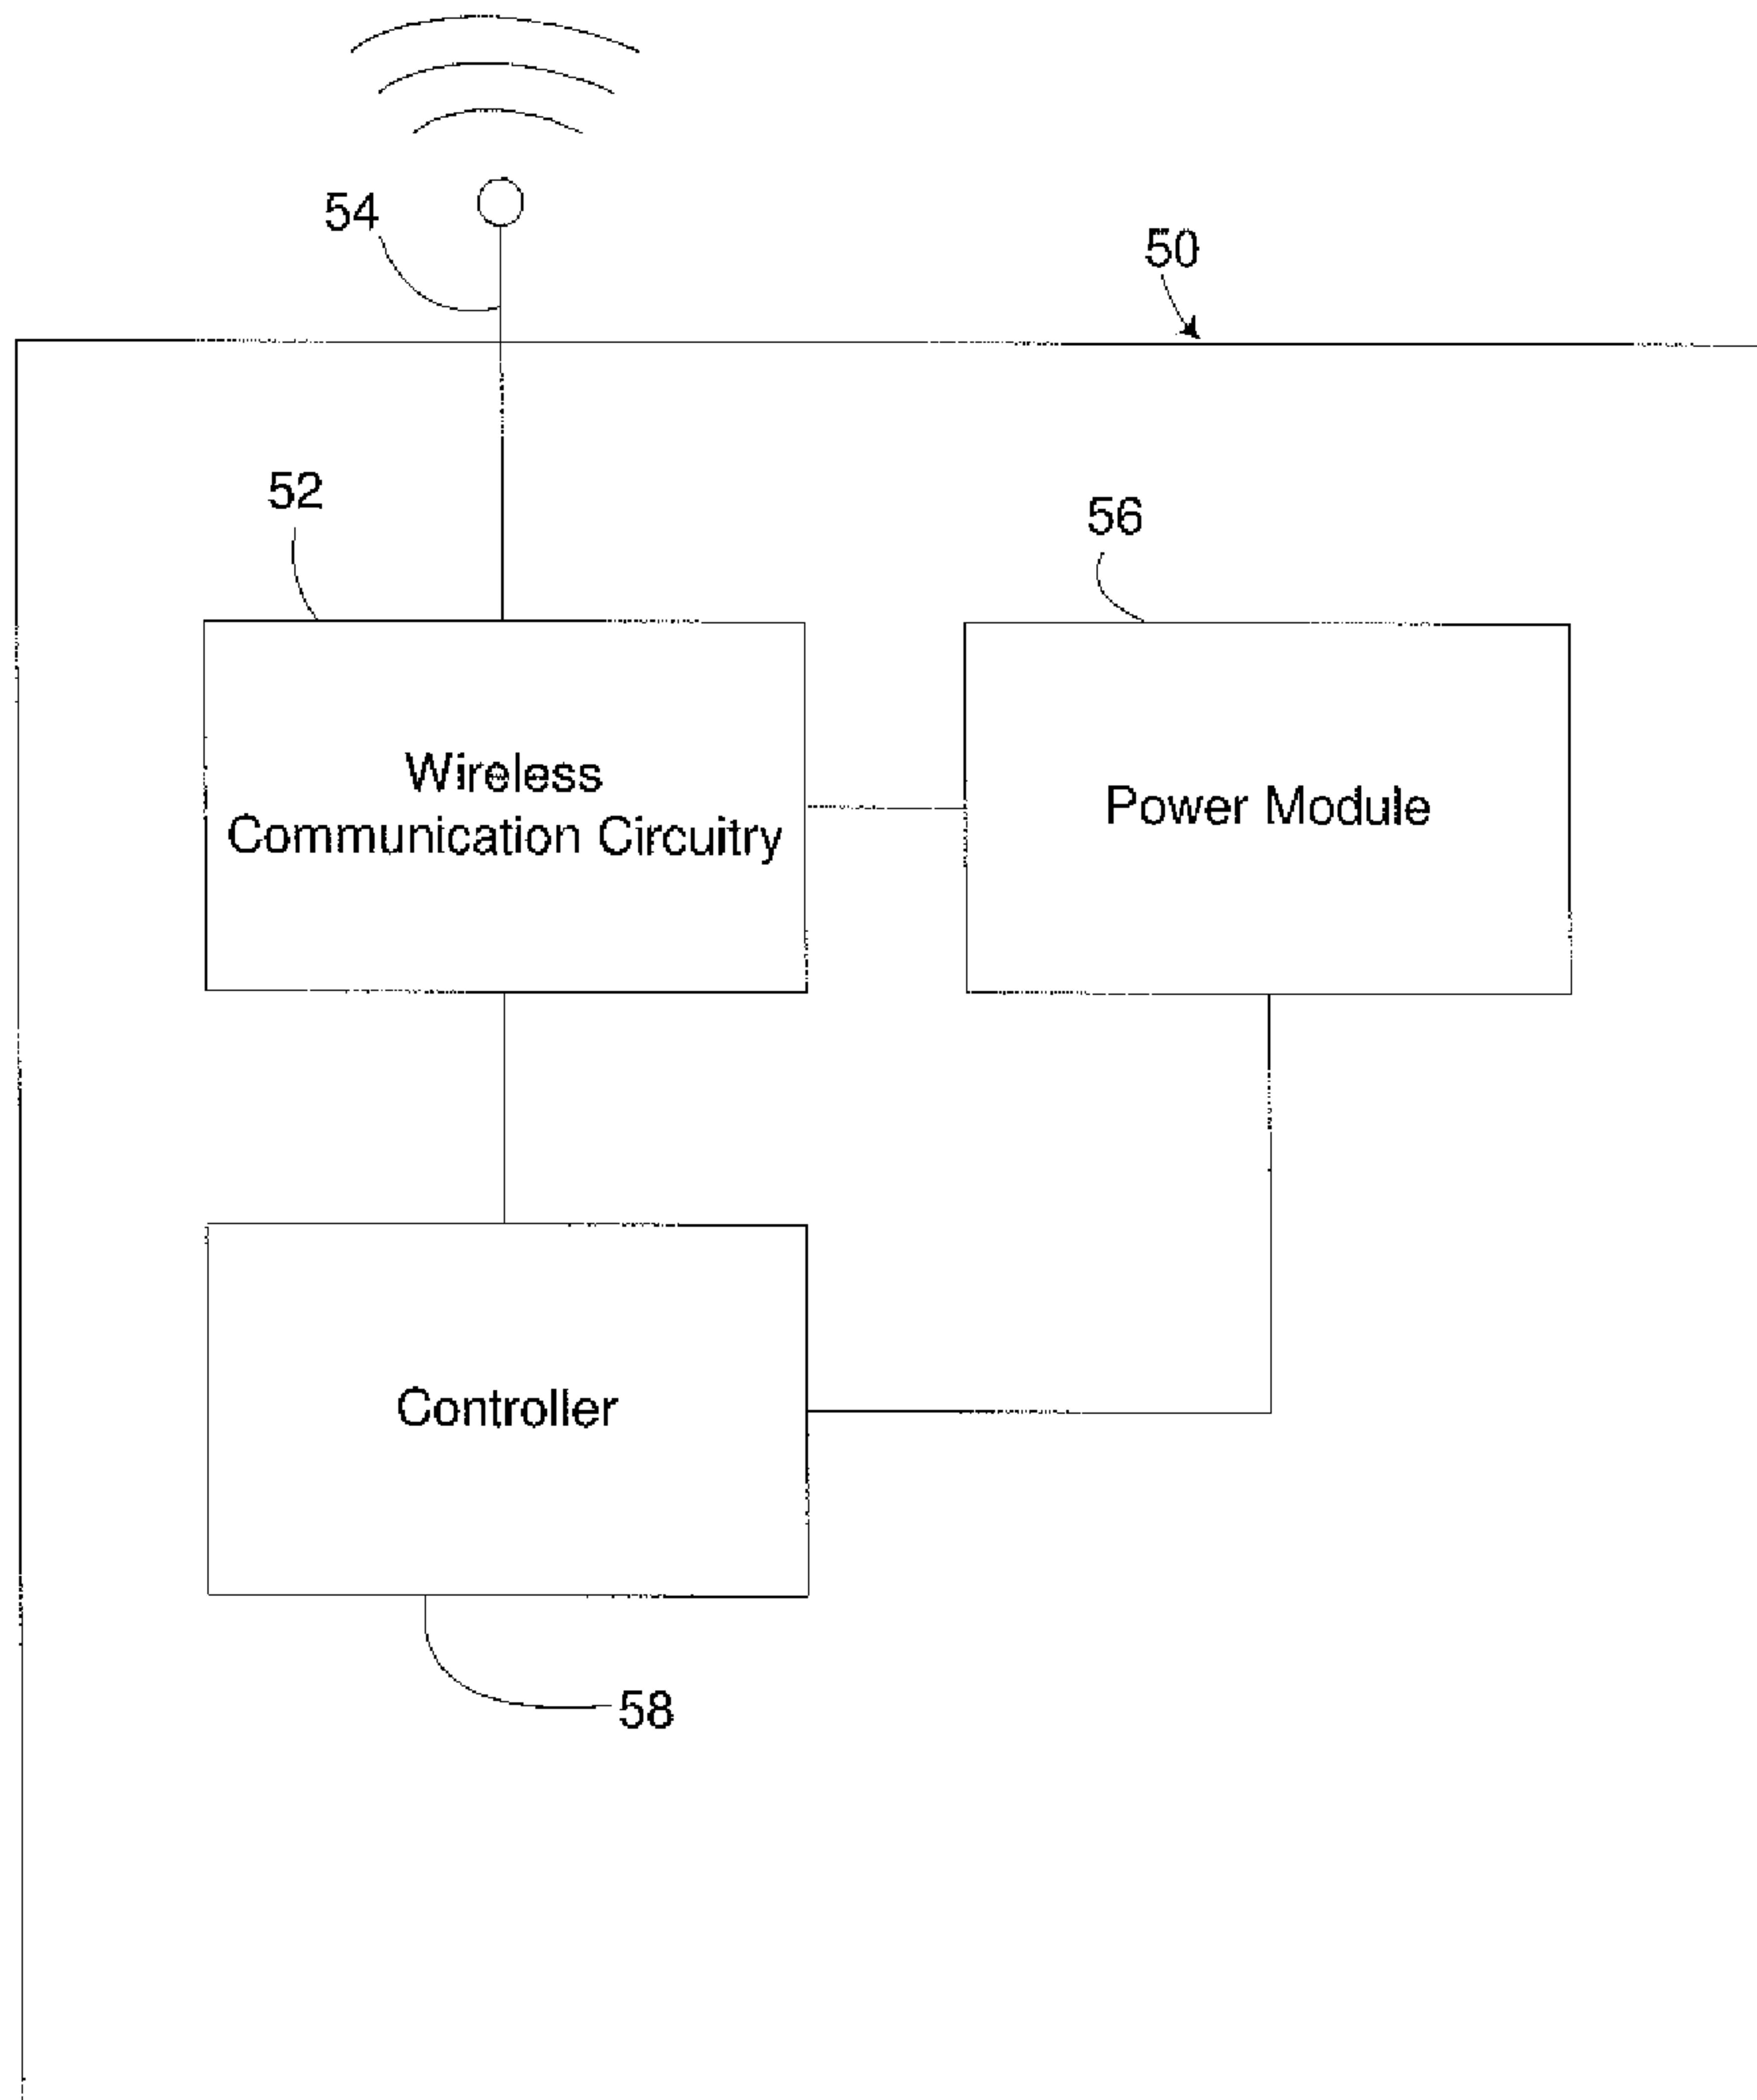 54
50
52
56
Wireless
Communication Circuitry
Power Module
Controller
58